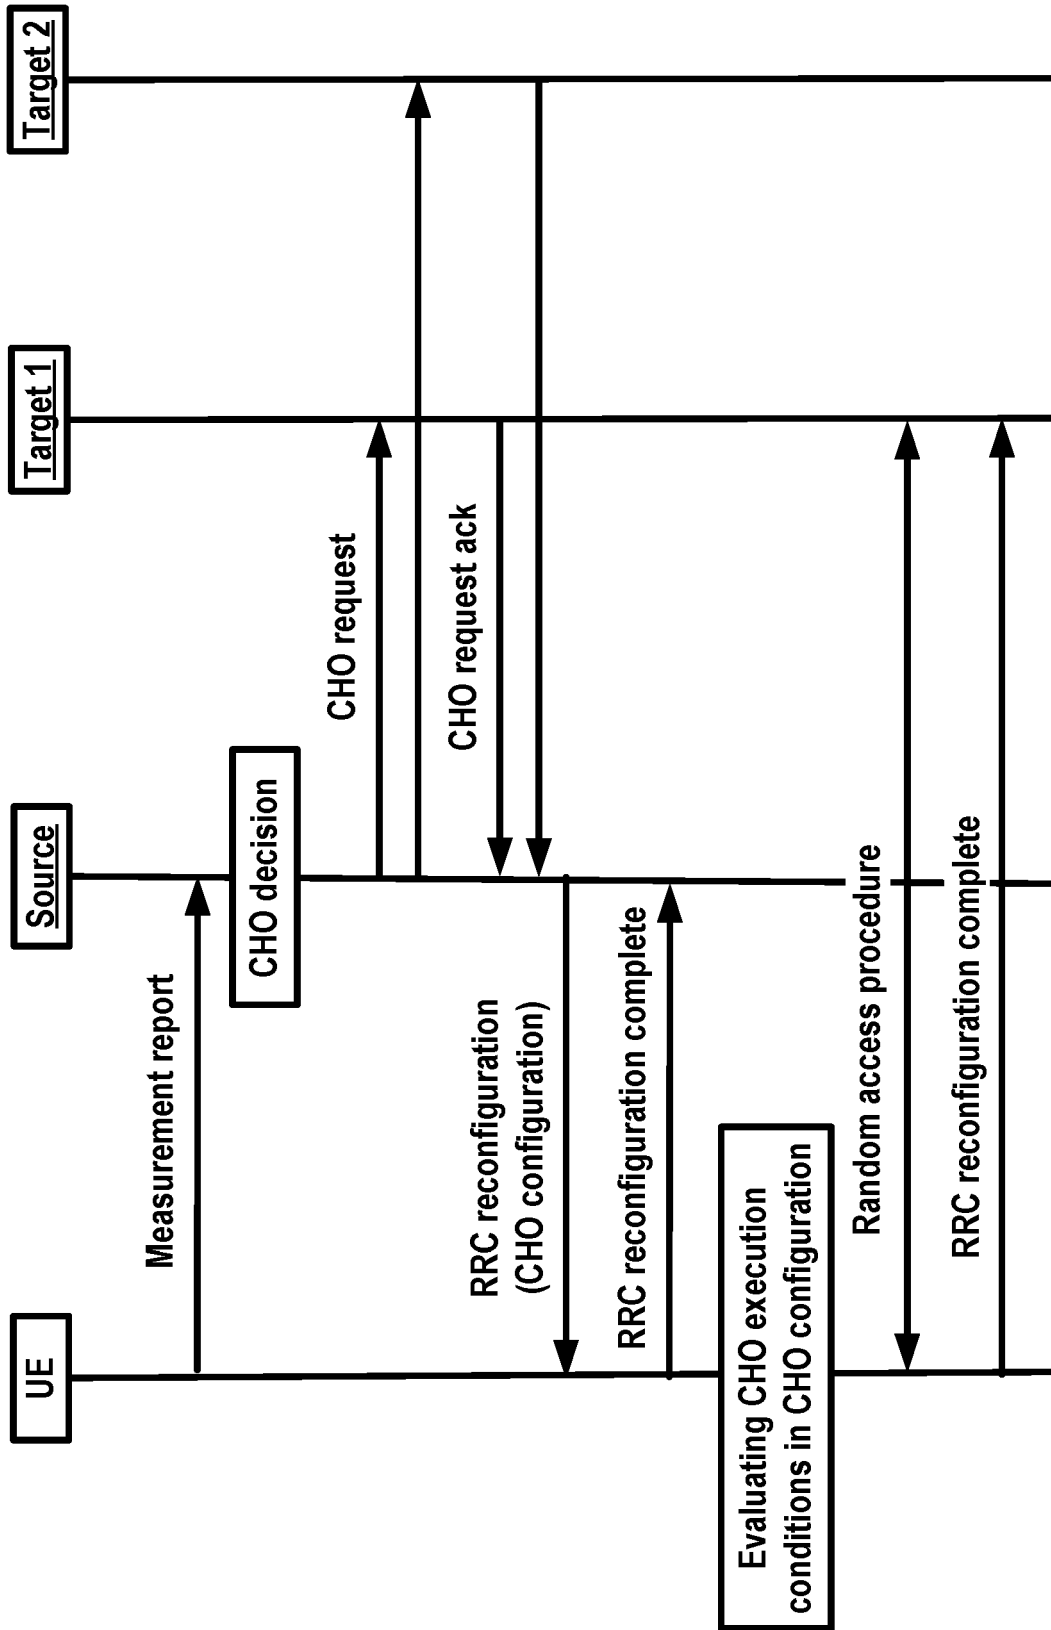 UE
Source
Target 1
Target 2
Measurement report
CHO decision
CHO request
CHO request ack
RRC reconfiguration
(CHO configuration)
RRC reconfiguration complete
Evaluating CHO execution
conditions in CHO configuration
Random access procedure
RRC reconfiguration complete